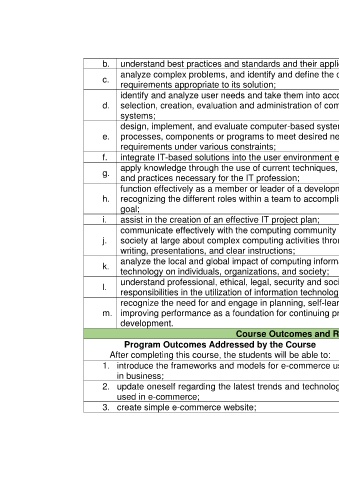 b. understand best practices and standards and their appli
c. analyze complex problems, and identify and define the c
requirements appropriate to its solution;
d. identify and analyze user needs and take them into acco
selection, creation, evaluation and administration of com
systems;
e. design, implement, and evaluate computer-based syste
processes, components or programs to meet desired ne
requirements under various constraints;
f. integrate IT-based solutions into the user environment e
g. apply knowledge through the use of current techniques,
and practices necessary for the IT profession;
h. function effectively as a member or leader of a developm
recognizing the different roles within a team to accompli
goal;
i. assist in the creation of an effective IT project plan;
j. communicate effectively with the computing community
society at large about complex computing activities throu
writing, presentations, and clear instructions;
k. analyze the local and global impact of computing inform
technology on individuals, organizations, and society;
l. understand professional, ethical, legal, security and soci
responsibilities in the utilization of information technolog
m. recognize the need for and engage in planning, self-lear
improving performance as a foundation for continuing pr
development.
Course Outcomes and R
Program Outcomes Addressed by the Course
After completing this course, the students will be able to:
1. introduce the frameworks and models for e-commerce us
in business;
2. update oneself regarding the latest trends and technolog
used in e-commerce;
3. create simple e-commerce website;